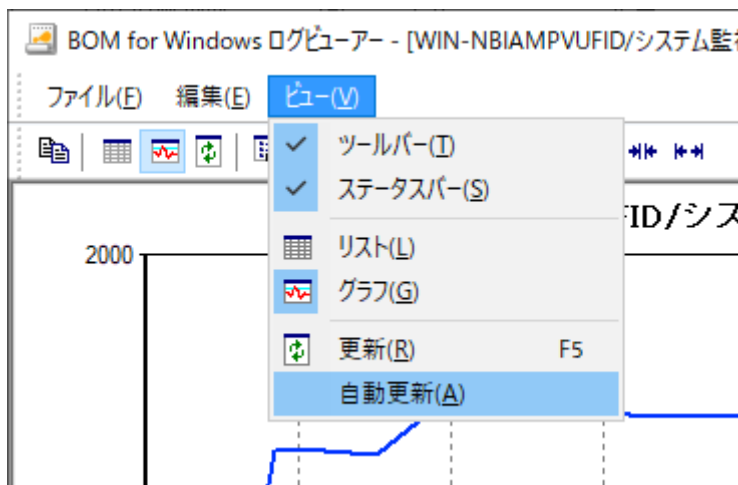 BOM for Windows ログビューアー - [WIN-NBIAMPVUFID/システム監視
ファイル(F) 編集(E) ビュー(V)
ツールバー(T)
ステータスバー(S)
リスト(L)
グラフ(G)
更新(R) F5
自動更新(A)
FID/シス
2000